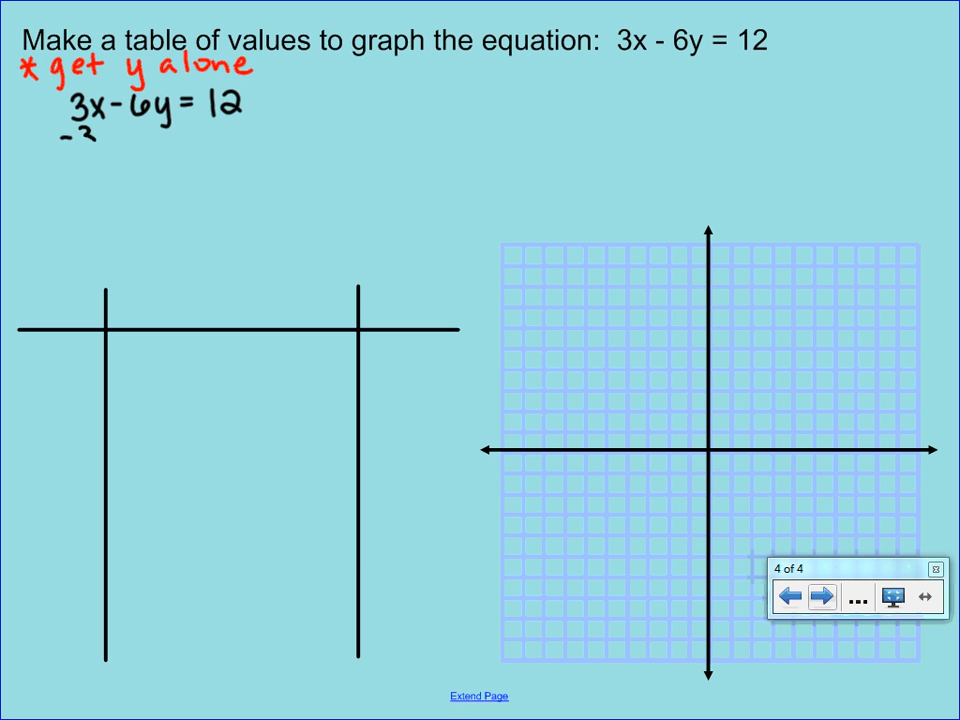 Make a table of values to graph the equation:  3x - 6y = 12
* get y alone
3x - 6y = 12
-3
4 of 4
Extend Page